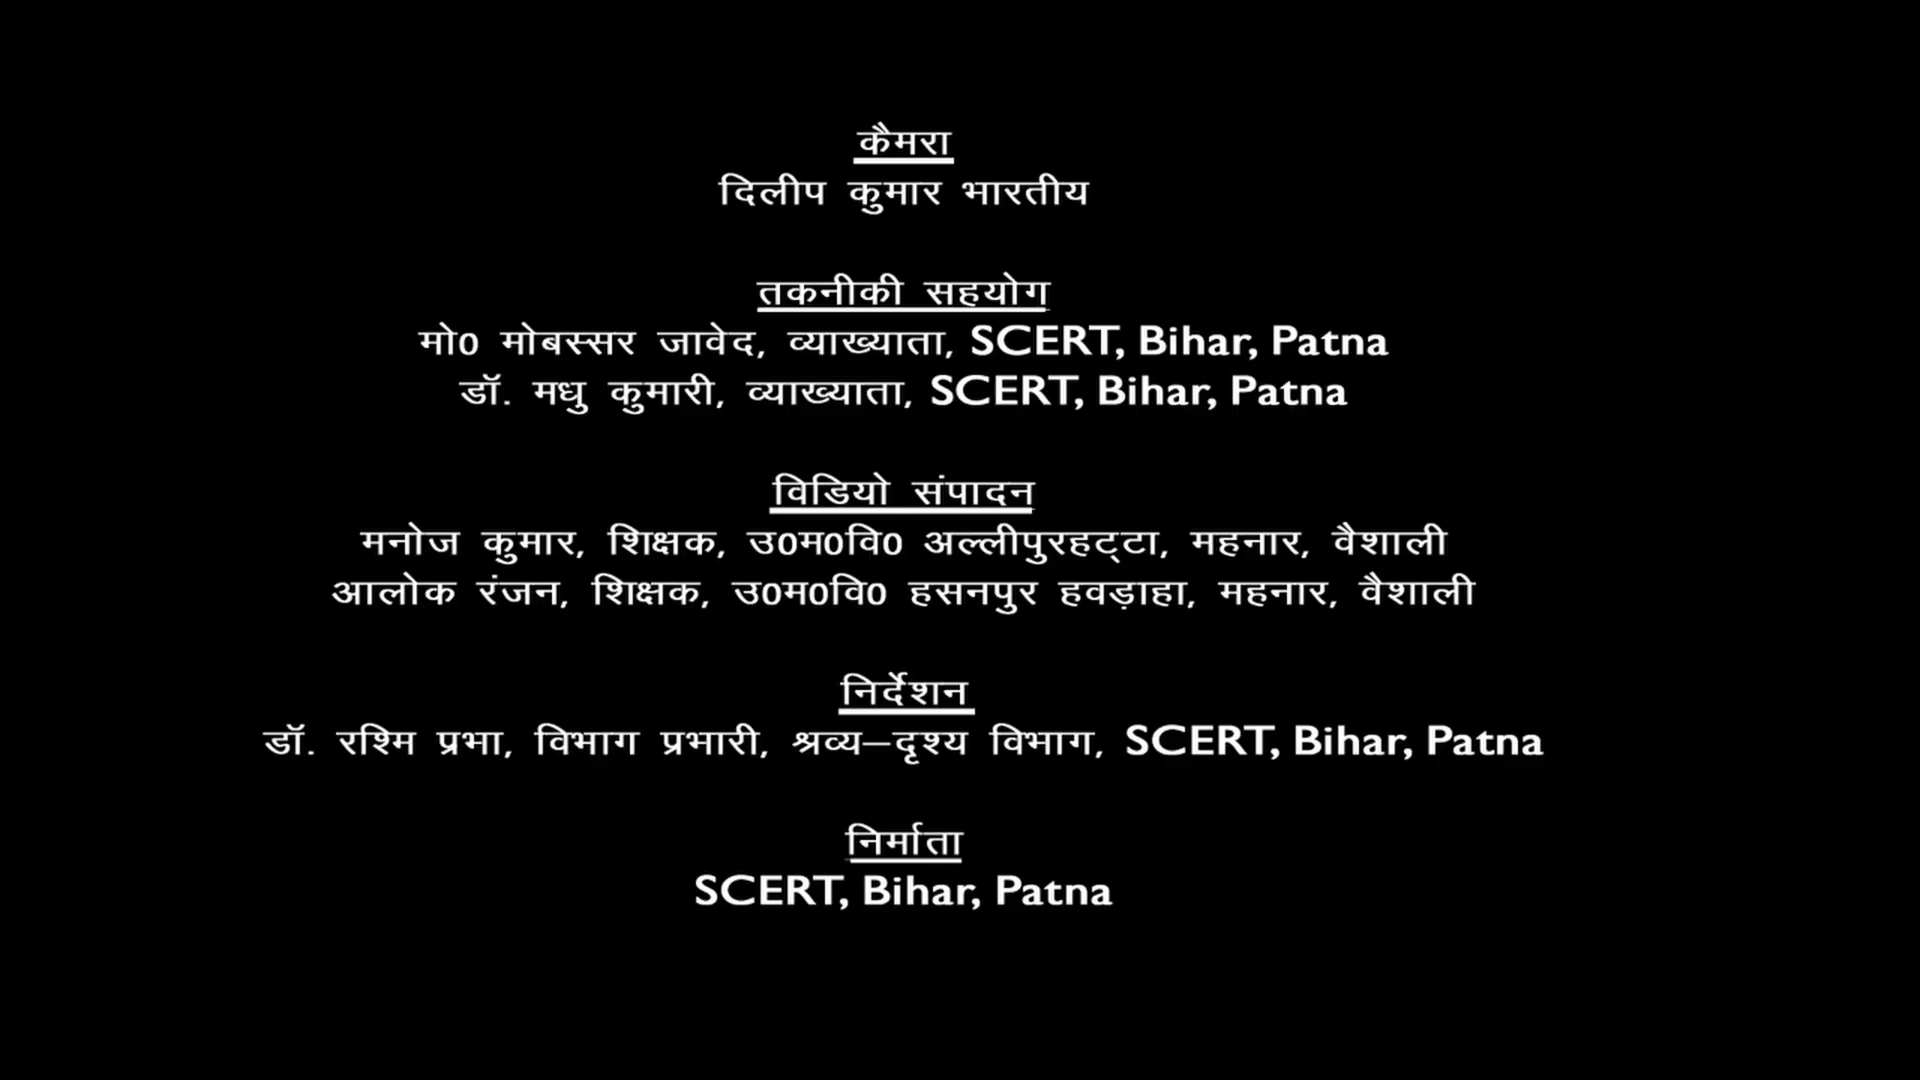 कैमरा
दिलीप कुमार भारतीय
तकनीकी सहयोग
मो0 मोबस्सर जावेद, व्याख्याता, SCERT, Bihar, Patna
डॉ. मधु कुमारी, व्याख्याता, SCERT, Bihar, Patna
विडियो संपादन
मनोज कुमार, शिक्षक, उ0म0वि0 अल्लीपुरहट्टा, महनार, वैशाली
आलोक रंजन, शिक्षक, उ0म0वि0 हसनपुर हवड़ाहा, महनार, वैशाली
निर्देशन
डॉ. रश्मि प्रभा, विभाग प्रभारी, श्रव्य–दृश्य विभाग, SCERT, Bihar, Patna
निर्माता
SCERT, Bihar, Patna